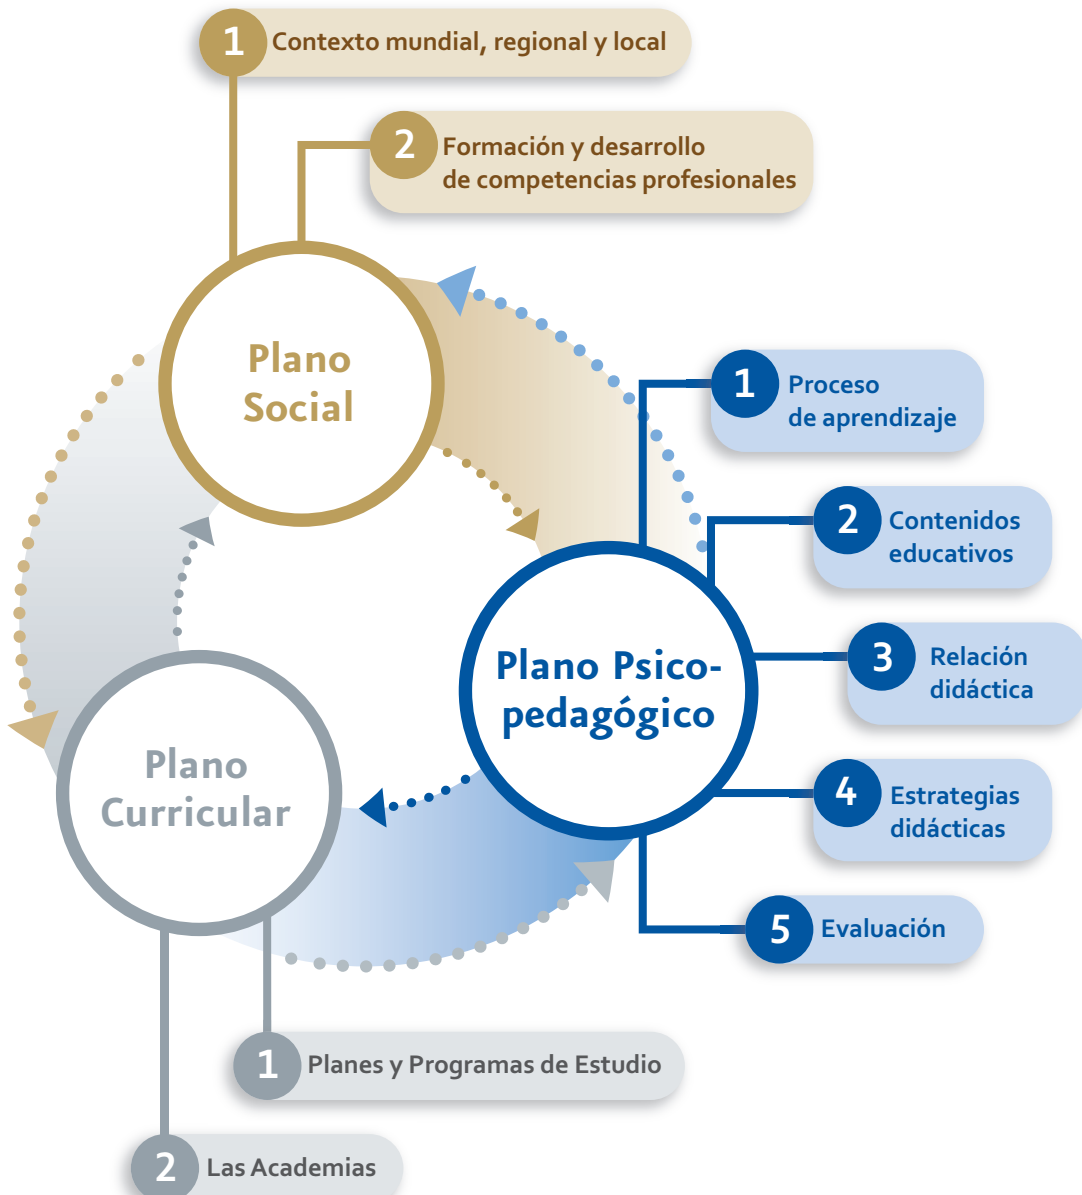 1 Contexto mundial, regional y local
2 Formación y desarrollo
de competencias profesionales
Plano
Social
1 Proceso
de aprendizaje
2 Contenidos
educativos
3 Relación
didáctica
Plano Psico-
pedagógico
4 Estrategias
didácticas
5 Evaluación
Plano
Curricular
1 Planes y Programas de Estudio
2 Las Academias